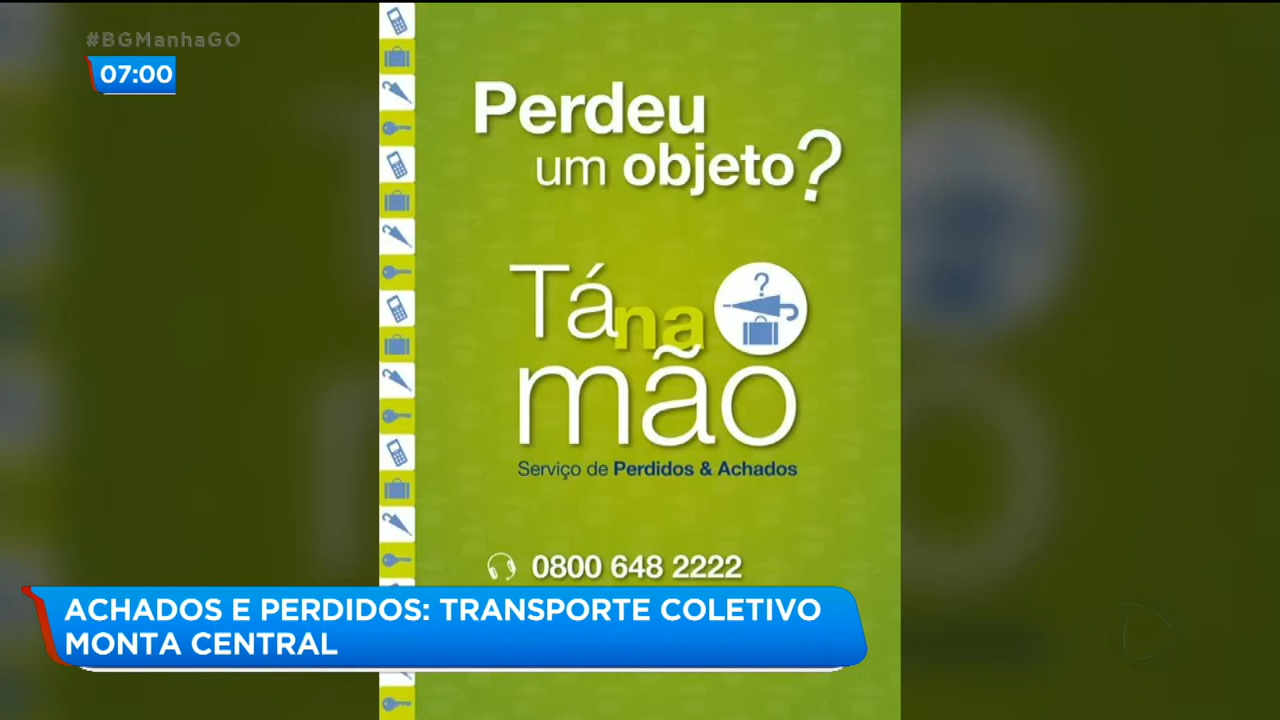 #BGManhaGO
07:00
Perdeu
um objeto?
Tá na
?
mão
Serviço de Perdidos & Achados
0800 648 2222
ACHADOS E PERDIDOS: TRANSPORTE COLETIVO
MONTA CENTRAL